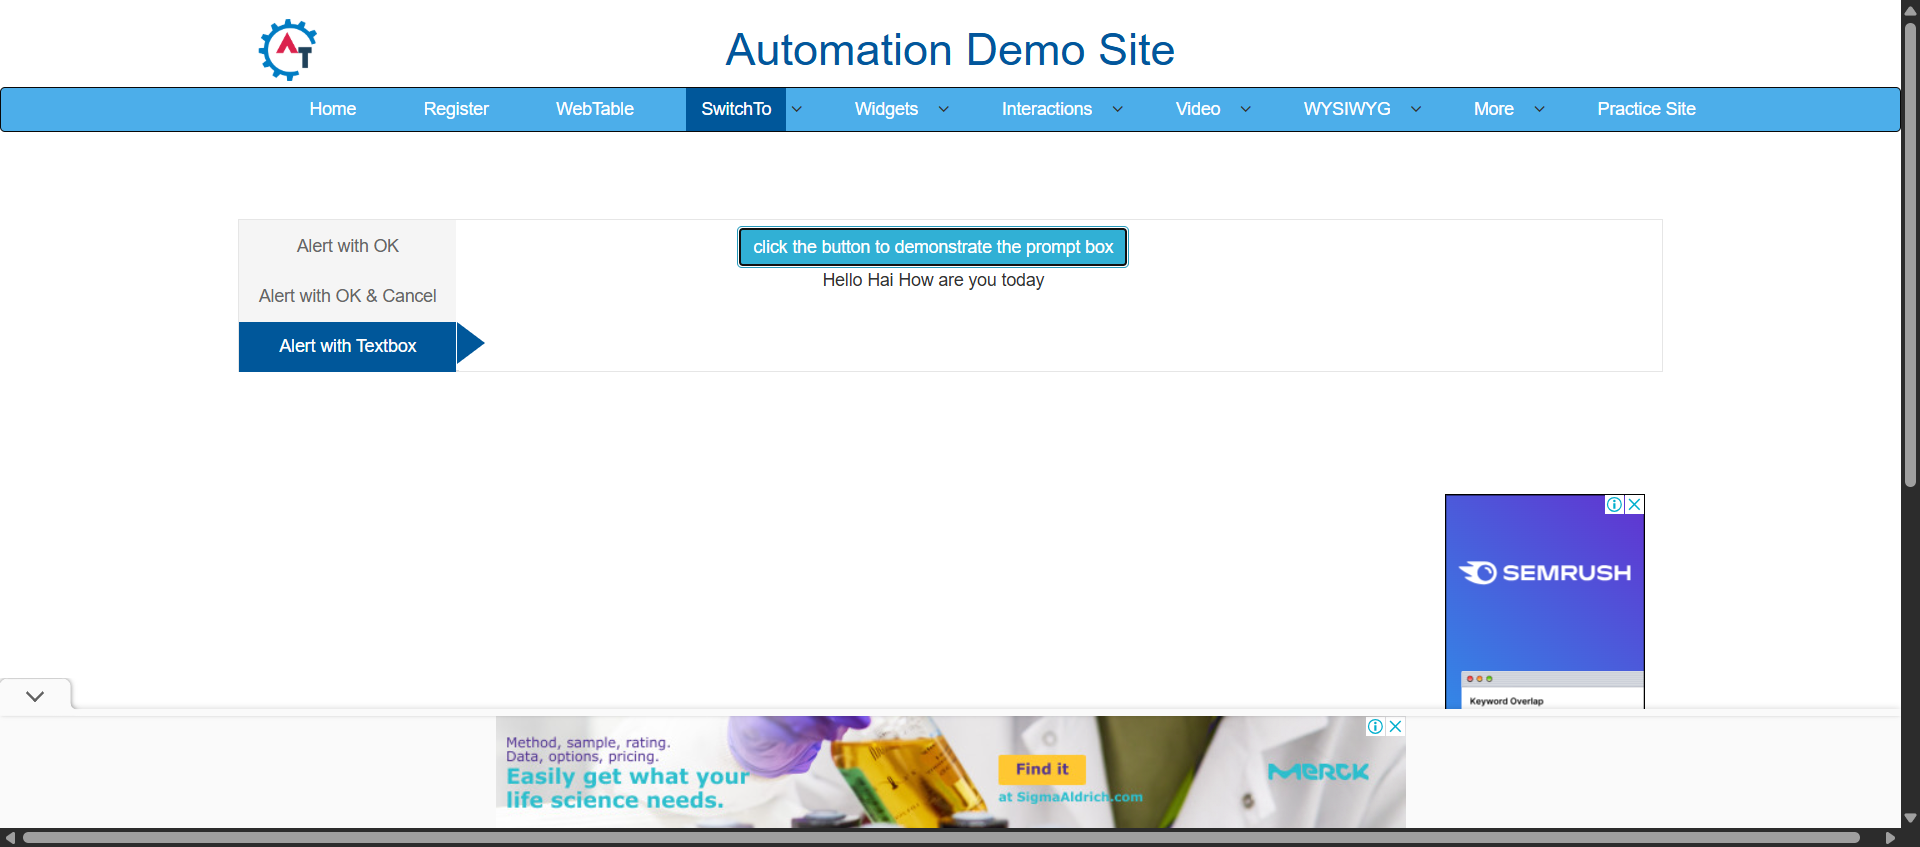 AT
Automation Demo Site
Home Register WebTable SwitchTo Widgets Interactions Video WYSIWYG More Practice Site
Alert with OK
Alert with OK & Cancel
Alert with Textbox
click the button to demonstrate the prompt box
Hello Hai How are you today
SEMRUSH
Keyword Overlap
Method, sample, rating.
Data, options, pricing.
Easily get what your
life science needs.
Find it
at SigmaAldrich.com
MERCK